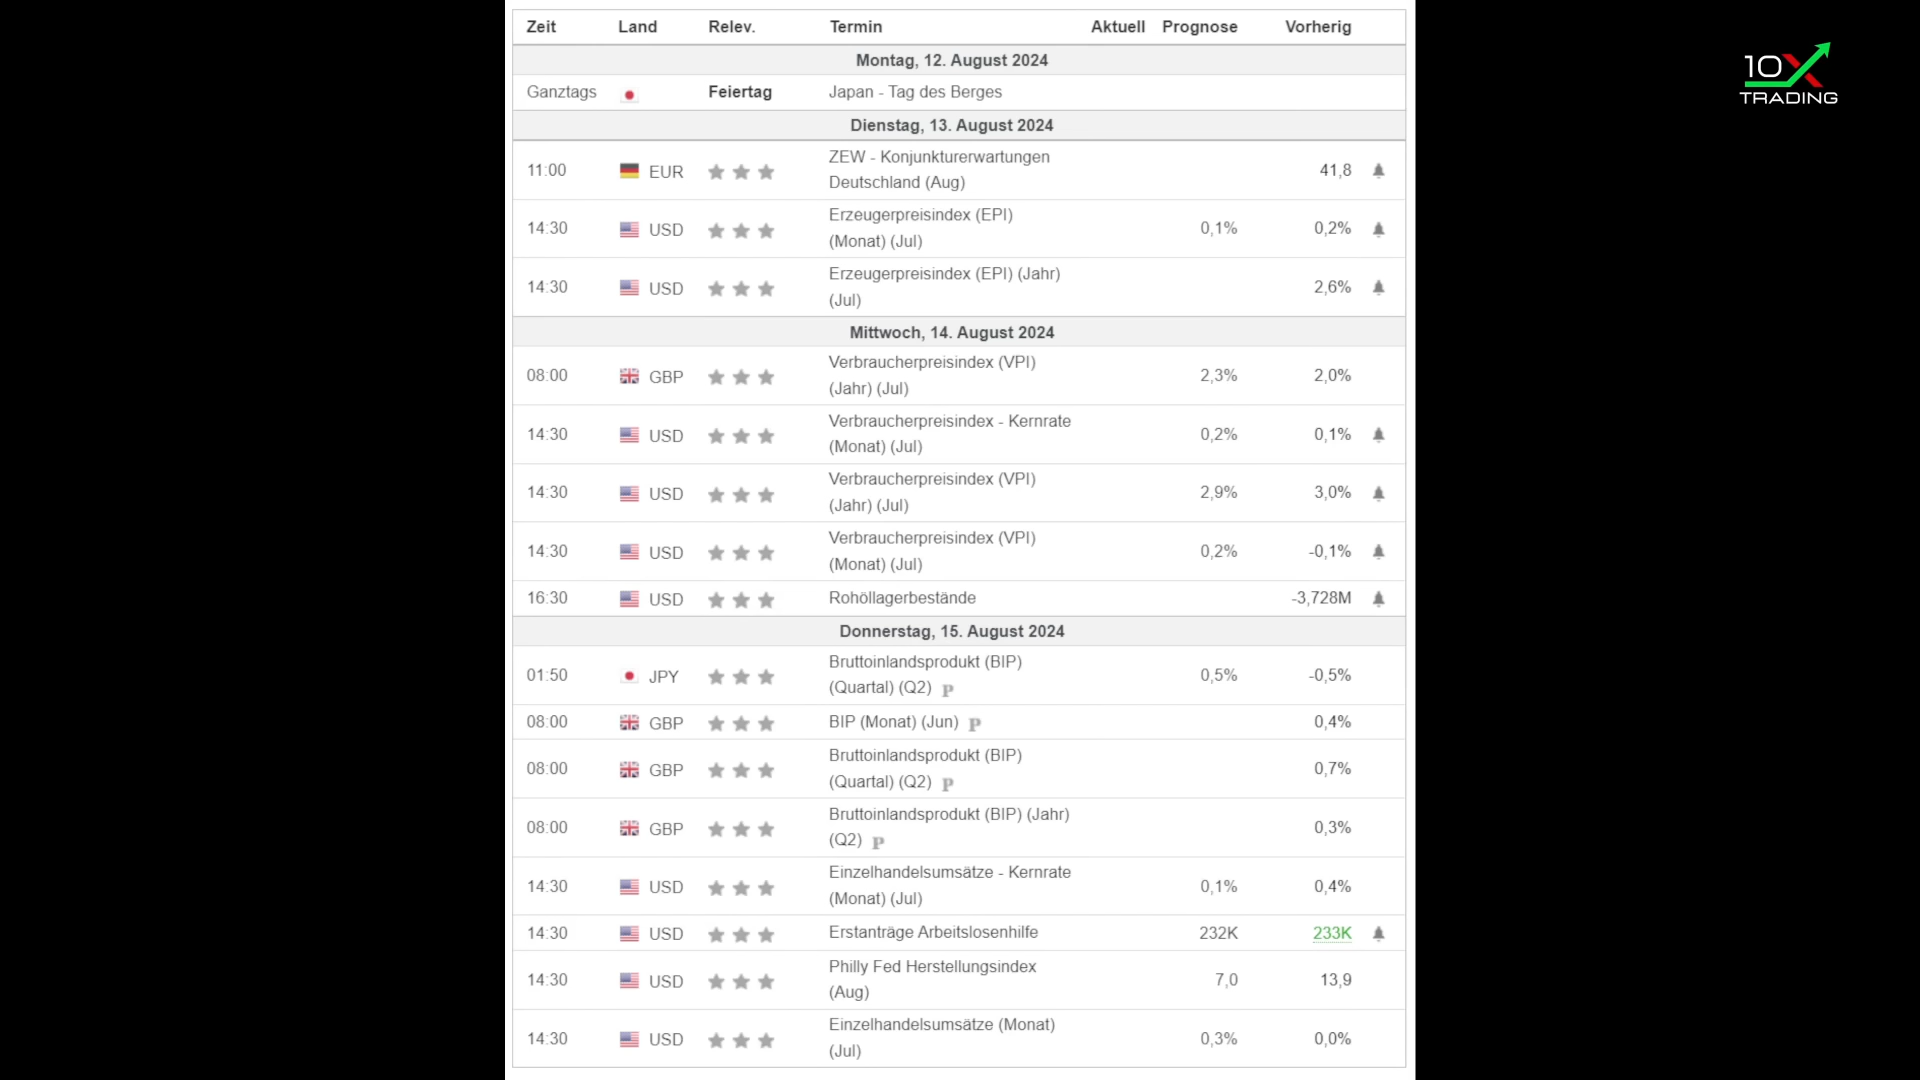 Zeit Land Relev. Termin Aktuell Prognose Vorherig
10X
TRADING
Montag, 12. August 2024
Ganztags Feiertag Japan - Tag des Berges
Dienstag, 13. August 2024
11:00 EUR ZEW - Konjunkturerwartungen 41,8
Deutschland (Aug)
14:30 USD Erzeugerpreisindex (EPI) 0,1% 0,2%
(Monat) (Jul)
14:30 USD Erzeugerpreisindex (EPI) (Jahr) 2,6%
(Jul)
Mittwoch, 14. August 2024
08:00 GBP Verbraucherpreisindex (VPI) 2,3% 2,0%
(Jahr) (Jul)
14:30 USD Verbraucherpreisindex - Kernrate 0,2% 0,1%
(Monat) (Jul)
14:30 USD Verbraucherpreisindex (VPI) 2,9% 3,0%
(Jahr) (Jul)
14:30 USD Verbraucherpreisindex (VPI) 0,2% -0,1%
(Monat) (Jul)
16:30 USD Rohöllagerbestände -3,728M
Donnerstag, 15. August 2024
01:50 JPY Bruttoinlandsprodukt (BIP) 0,5% -0,5%
(Quartal) (Q2) P
08:00 GBP BIP (Monat) (Jun) P 0,4%
08:00 GBP Bruttoinlandsprodukt (BIP) 0,7%
(Quartal) (Q2) P
08:00 GBP Bruttoinlandsprodukt (BIP) (Jahr) 0,3%
(Q2) P
14:30 USD Einzelhandelsumsätze - Kernrate 0,1% 0,4%
(Monat) (Jul)
14:30 USD Erstanträge Arbeitslosenhilfe 232K 233K
14:30 USD Philly Fed Herstellungsindex 7,0 13,9
(Aug)
14:30 USD Einzelhandelsumsätze (Monat) 0,3% 0,0%
(Jul)